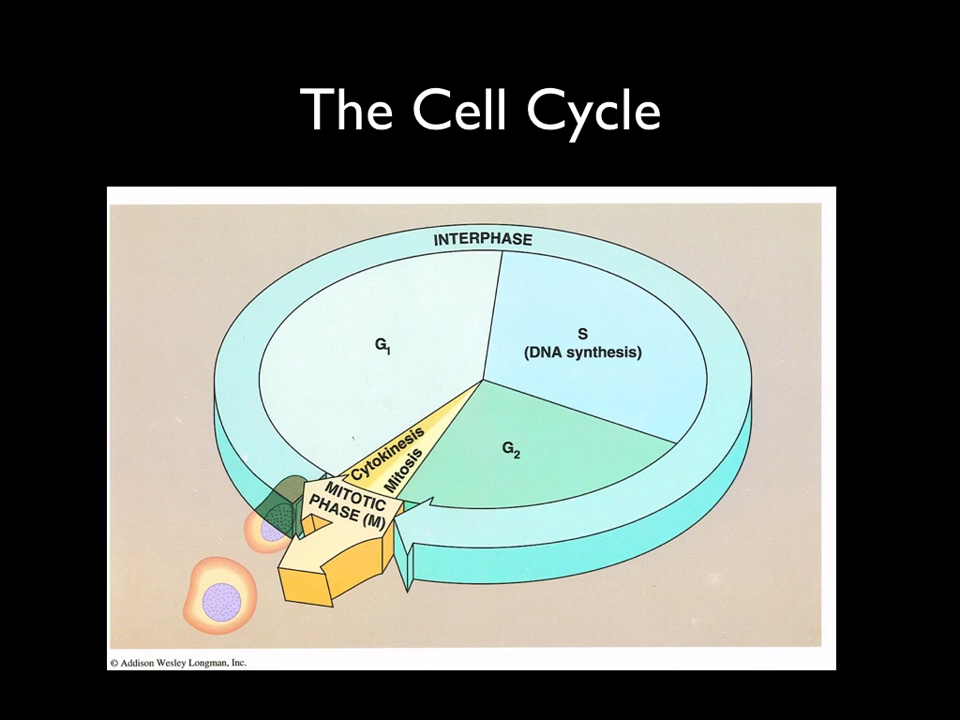 The Cell Cycle
INTERPHASE
G1
S
(DNA synthesis)
G2
Cytokinesis
Mitosis
MITOTIC
PHASE (M)
© Addison Wesley Longman, Inc.